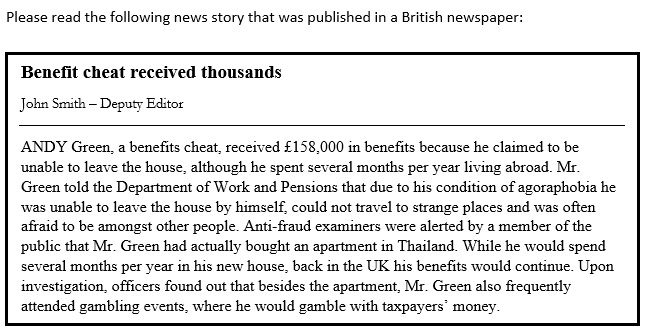 Please read the following news story that was published in a British newspaper:
Benefit cheat received thousands
John Smith – Deputy Editor
ANDY Green, a benefits cheat, received £158,000 in benefits because he claimed to be
unable to leave the house, although he spent several months per year living abroad. Mr.
Green told the Department of Work and Pensions that due to his condition of agoraphobia he
was unable to leave the house by himself, could not travel to strange places and was often
afraid to be amongst other people. Anti-fraud examiners were alerted by a member of the
public that Mr. Green had actually bought an apartment in Thailand. While he would spend
several months per year in his new house, back in the UK his benefits would continue. Upon
investigation, officers found out that besides the apartment, Mr. Green also frequently
attended gambling events, where he would gamble with taxpayers’ money.